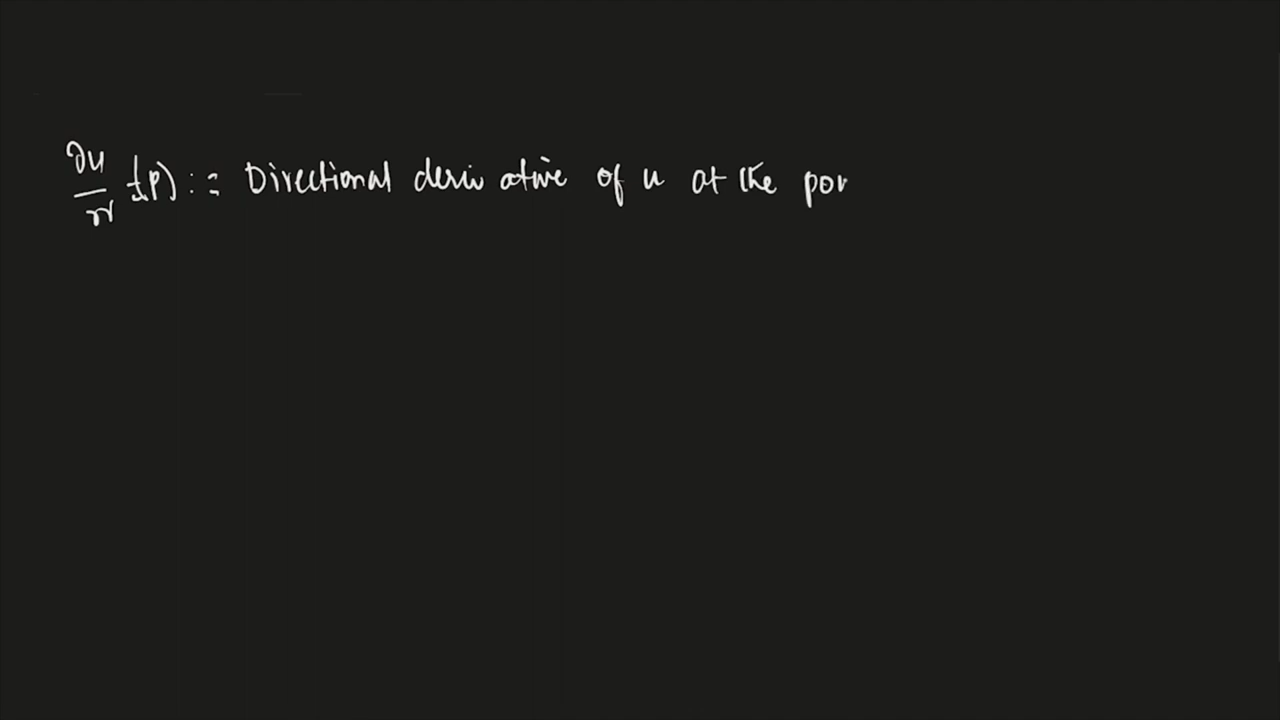 ∂u/∂ν (p) := Directional derivative of u at the poi